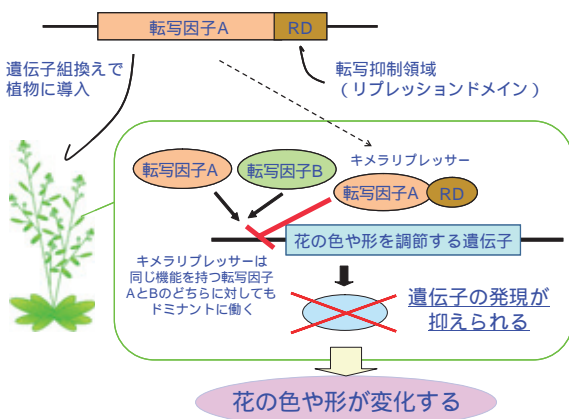 転写因子A RD
遺伝子組換えで
植物に導入
転写抑制領域
(リプレッションドメイン)
キメラリプレッサー
転写因子A 転写因子B
転写因子A RD
花の色や形を調節する遺伝子
キメラリプレッサーは
同じ機能を持つ転写因子
AとBのどちらに対しても
ドミナントに働く
遺伝子の発現が
抑えられる
花の色や形が変化する